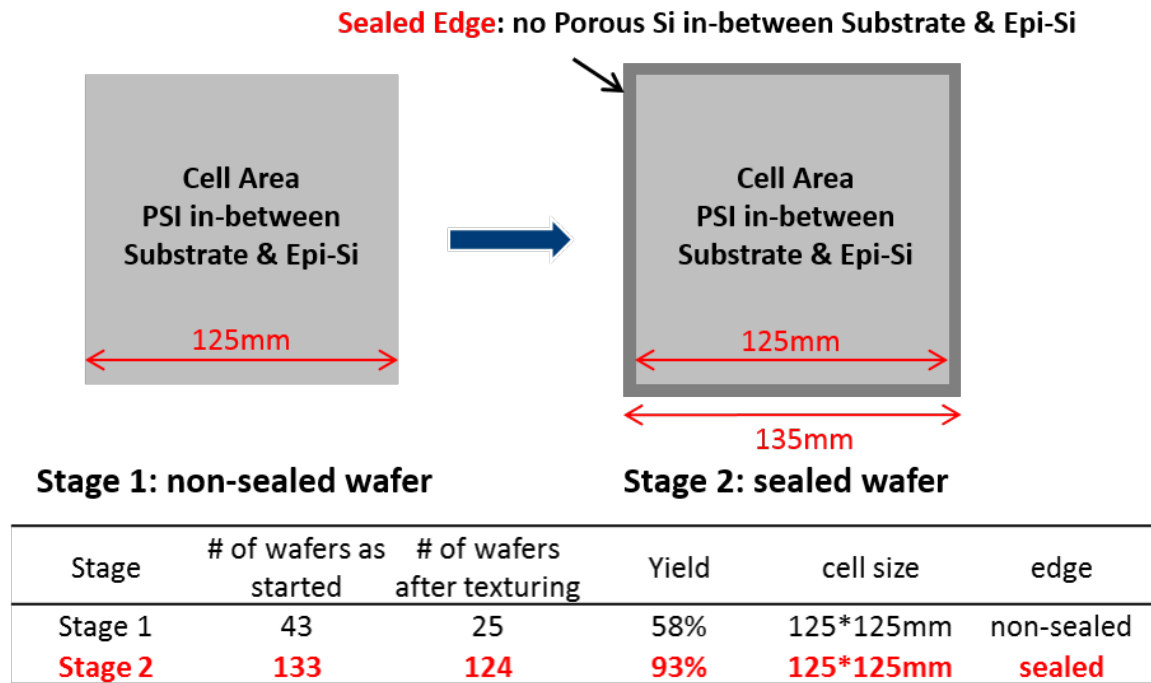 Sealed Edge: no Porous Si in-between Substrate & Epi-Si
Cell Area
PSI in-between
Substrate & Epi-Si
125mm
Cell Area
PSI in-between
Substrate & Epi-Si
125mm
135mm
Stage 1: non-sealed wafer
Stage 2: sealed wafer
Stage # of wafers as started # of wafers after texturing Yield cell size edge
Stage 1 43 25 58% 125*125mm non-sealed
Stage 2 133 124 93% 125*125mm sealed